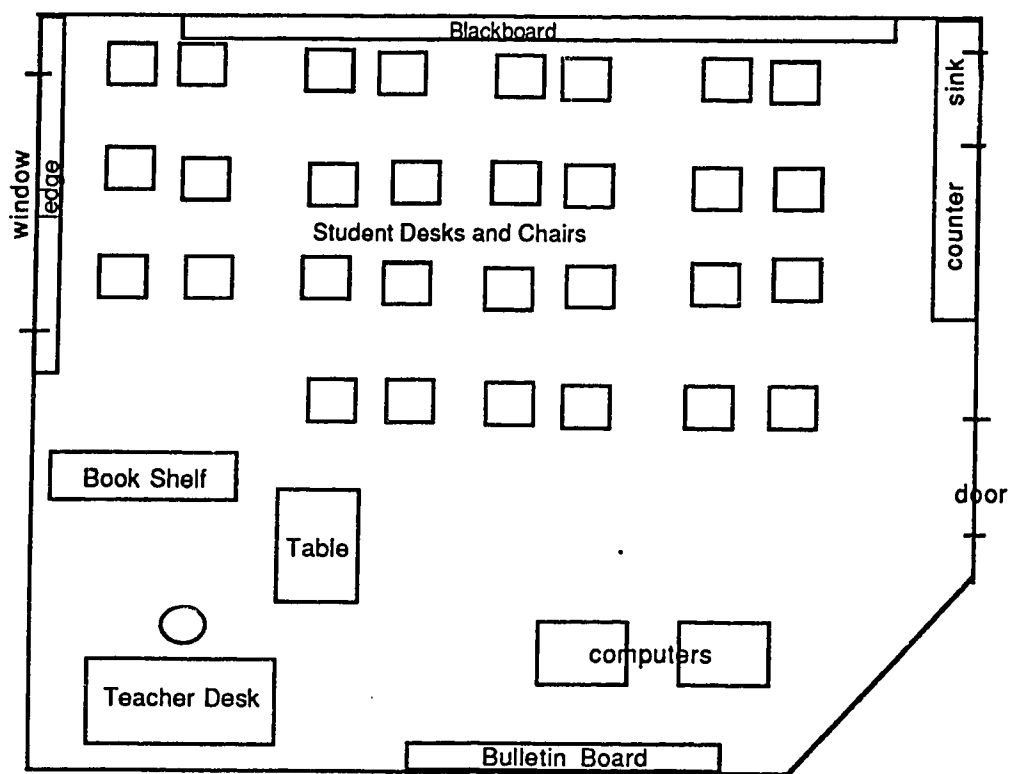 Blackboard
sink
window
ledge
counter
Student Desks and Chairs
Book Shelf
door
Table
computers
Teacher Desk
Bulletin Board